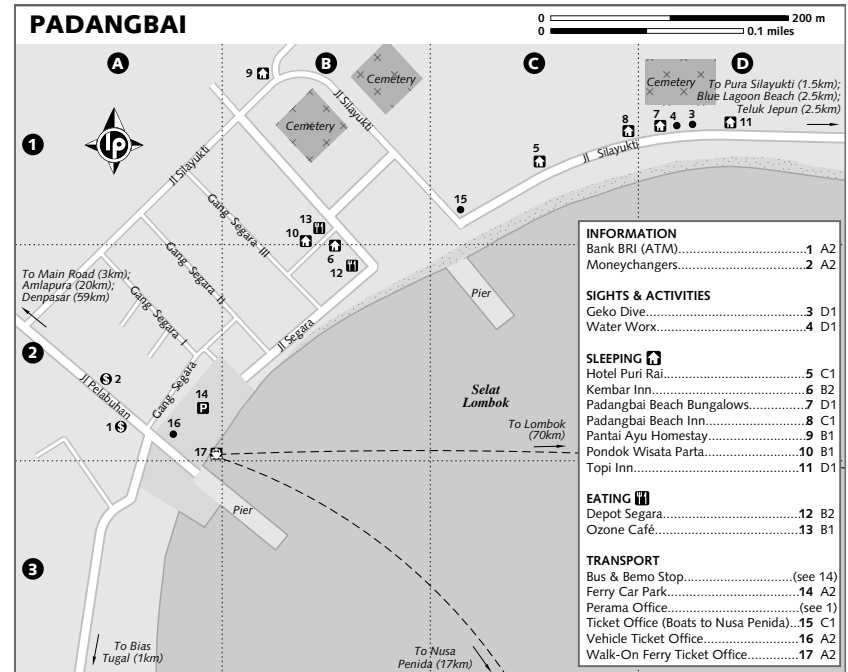 PADANGBAI
0 200 m
0 0.1 miles
A
B
C
D
1
2
3
lp
9
Cemetery
Cemetery
Cemetery
To Pura Silayukti (1.5km);
Blue Lagoon Beach (2.5km);
Teluk Jepun (2.5km)
8
7
4
3
11
5
15
Jl Silayukti
Jl Silayukti
Jl Silayukti
Gang Segara III
Gang Segara II
Gang Segara I
Gang Segara
13
10
6
12
To Main Road (3km);
Amlapura (20km);
Denpasar (59km)
Jl Segara
Jl Pelabuhan
$ 2
1 $
14
P
16
17
Pier
Selat
Lombok
To Lombok
(70km)
Pier
To Bias
Tugal (1km)
To Nusa
Penida (17km)
INFORMATION
Bank BRI (ATM)..............................1 A2
Moneychangers.............................2 A2
SIGHTS & ACTIVITIES
Geko Dive.......................................3 D1
Water Worx....................................4 D1
SLEEPING
Hotel Puri Rai..................................5 C1
Kembar Inn.....................................6 B2
Padangbai Beach Bungalows............7 D1
Padangbai Beach Inn.......................8 C1
Pantai Ayu Homestay......................9 B1
Pondok Wisata Parta.....................10 B1
Topi Inn........................................11 D1
EATING
Depot Segara................................12 B2
Ozone Café...................................13 B1
TRANSPORT
Bus & Bemo Stop............................(see 14)
Ferry Car Park...............................14 A2
Perama Office................................(see 1)
Ticket Office (Boats to Nusa Penida)...15 C1
Vehicle Ticket Office.......................16 A2
Walk-On Ferry Ticket Office............17 A2